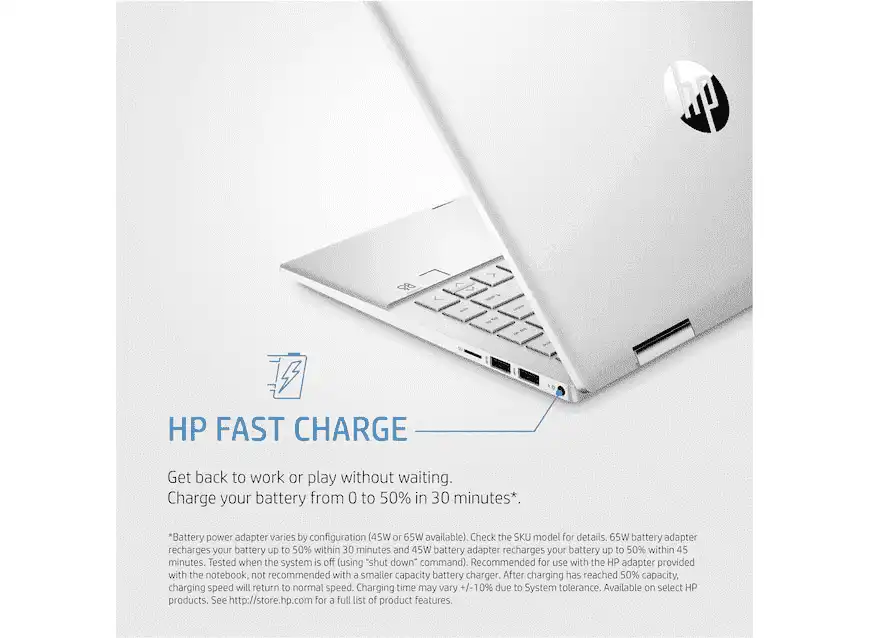 hp
HP FAST CHARGE
Get back to work or play without waiting.
Charge your battery from 0 to 50% in 30 minutes*.
*Battery power adapter varies by configuration (45W or 65W available). Check the SKU model for details. 65W battery adapter
recharges your battery up to 50% within 30 minutes and 45W battery adapter recharges your battery up to 50% within 45
minutes. Tested when the system is off (using "shut down" command). Recommended for use with the HP adapter provided
with the notebook, not recommended with a smaller capacity battery charger. After charging has reached 50% capacity,
charging speed will return to normal speed. Charging time may vary +/-10% due to System tolerance. Available on select HP
products. See http://store.hp.com for a full list of product features.